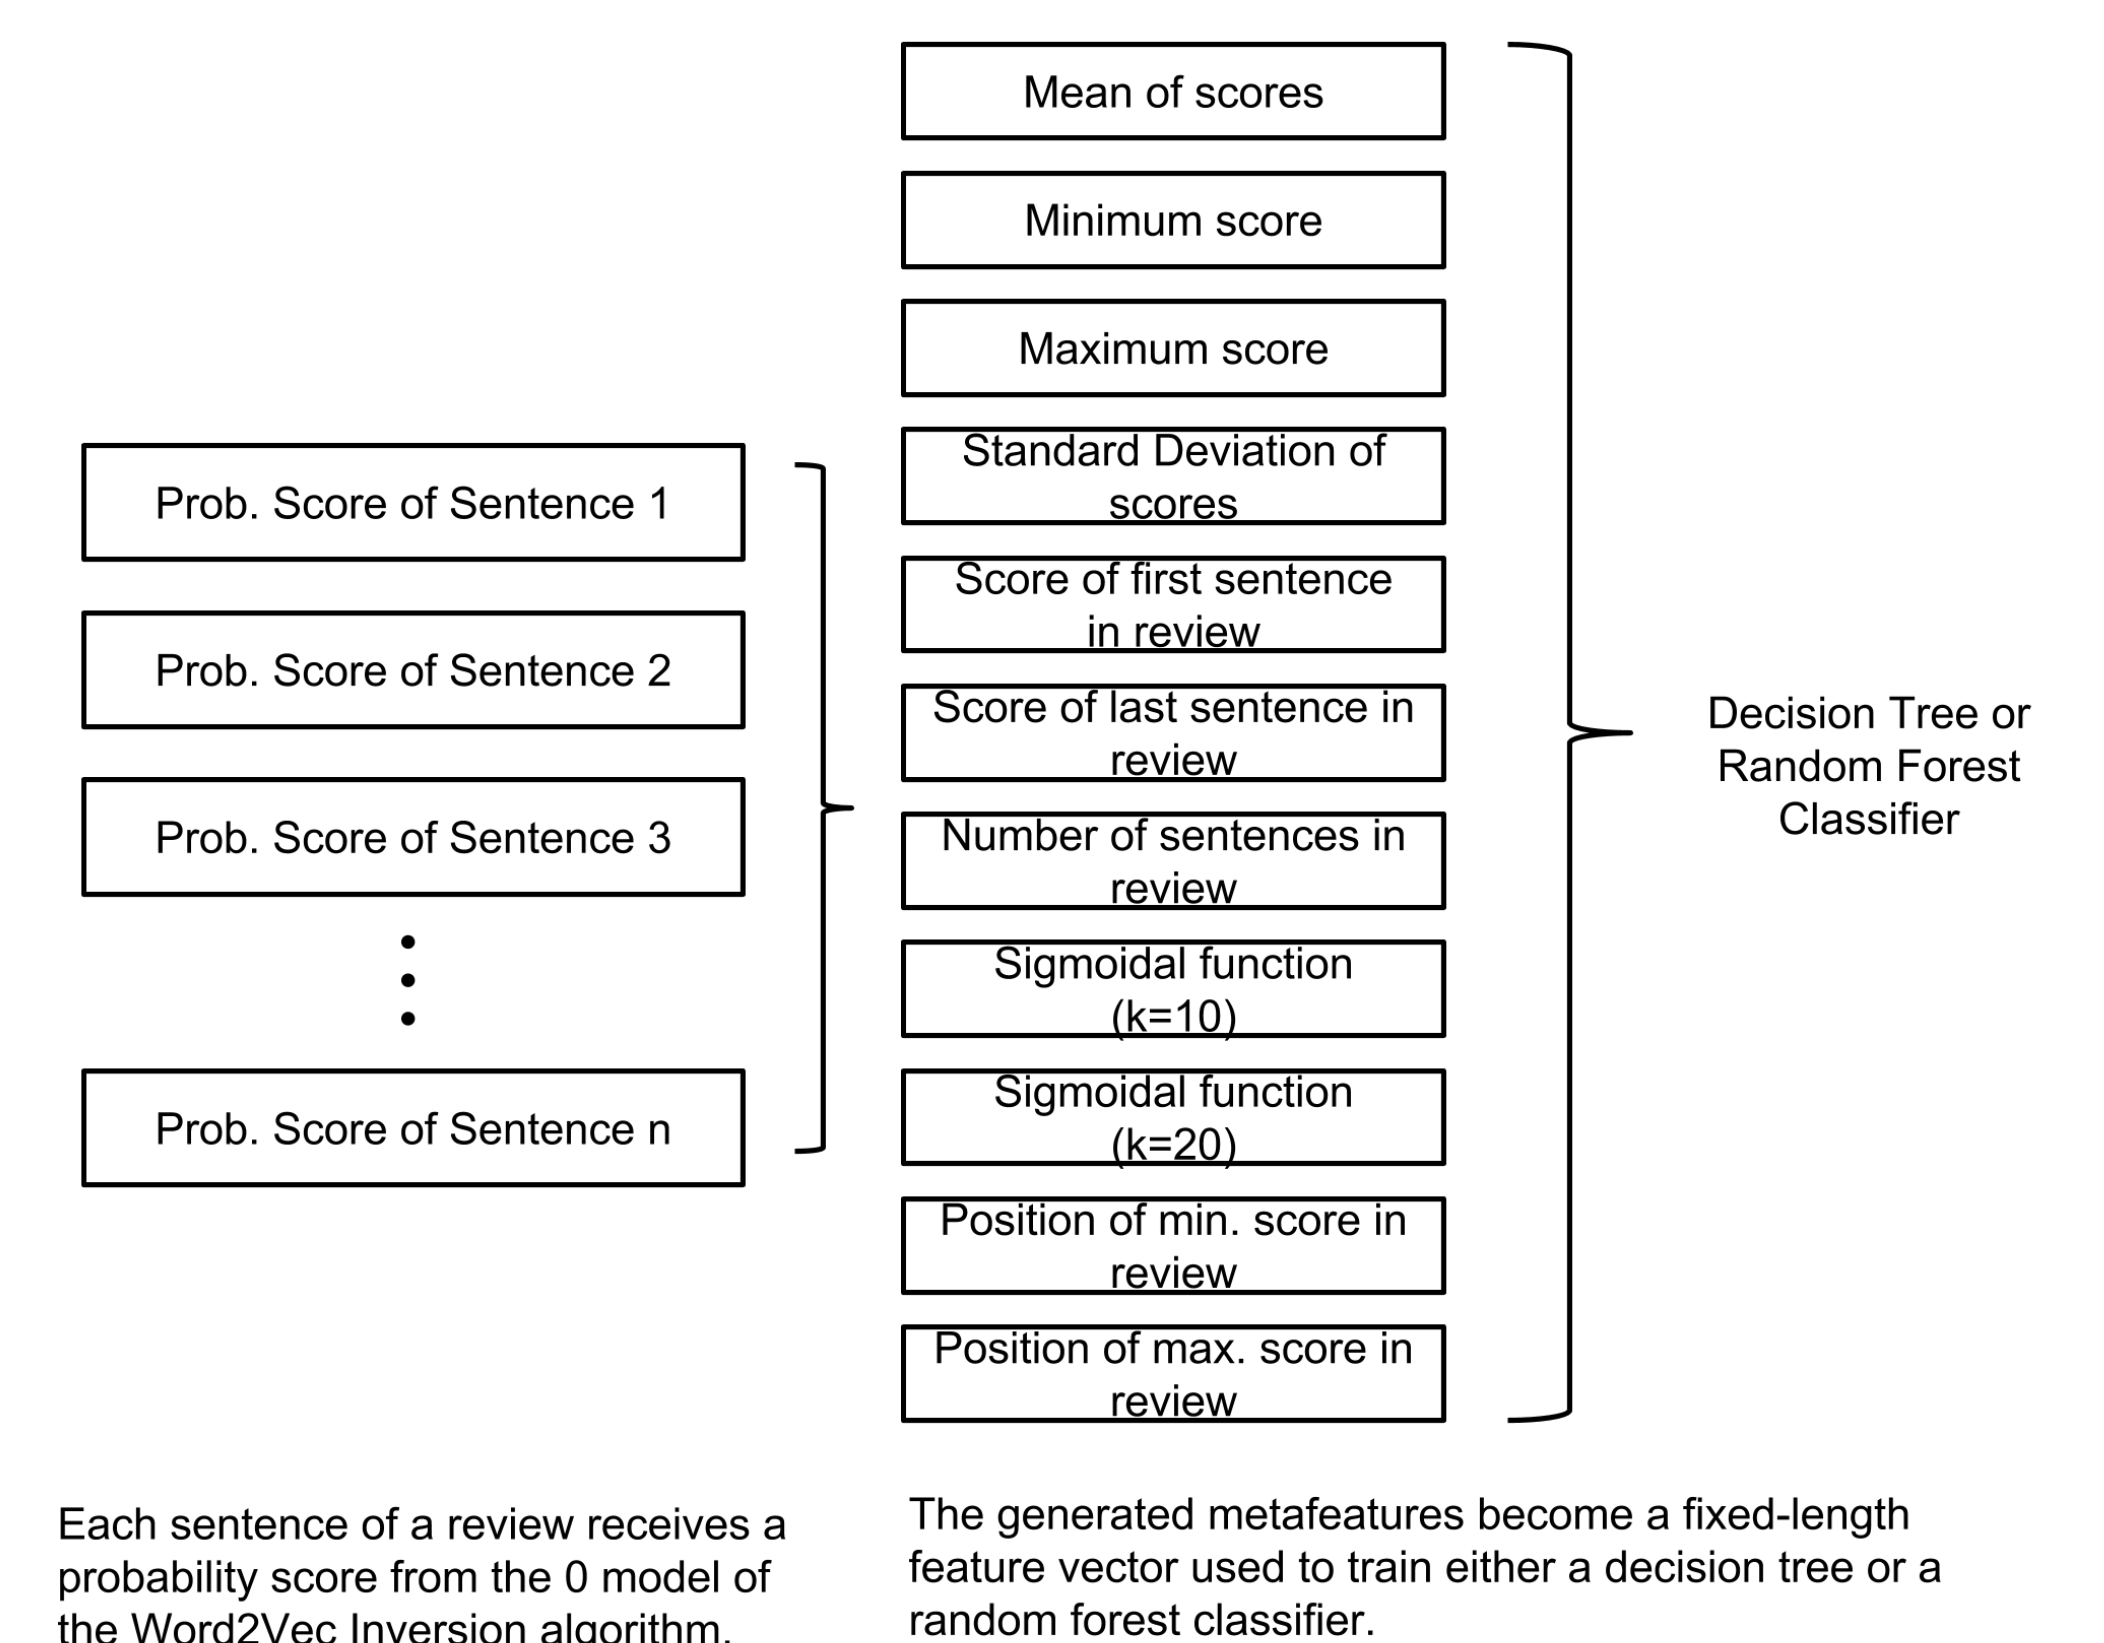 Prob. Score of Sentence 1
Prob. Score of Sentence 2
Prob. Score of Sentence 3
Prob. Score of Sentence n
Each sentence of a review receives a
probability score from the 0 model of
the Word2Vec Inversion algorithm.
Mean of scores
Minimum score
Maximum score
Standard Deviation of
scores
Score of first sentence
in review
Score of last sentence in
review
Number of sentences in
review
Sigmoidal function
(k=10)
Sigmoidal function
(k=20)
Position of min. score in
review
Position of max. score in
review
The generated metafeatures become a fixed-length
feature vector used to train either a decision tree or a
random forest classifier.
Decision Tree or
Random Forest
Classifier